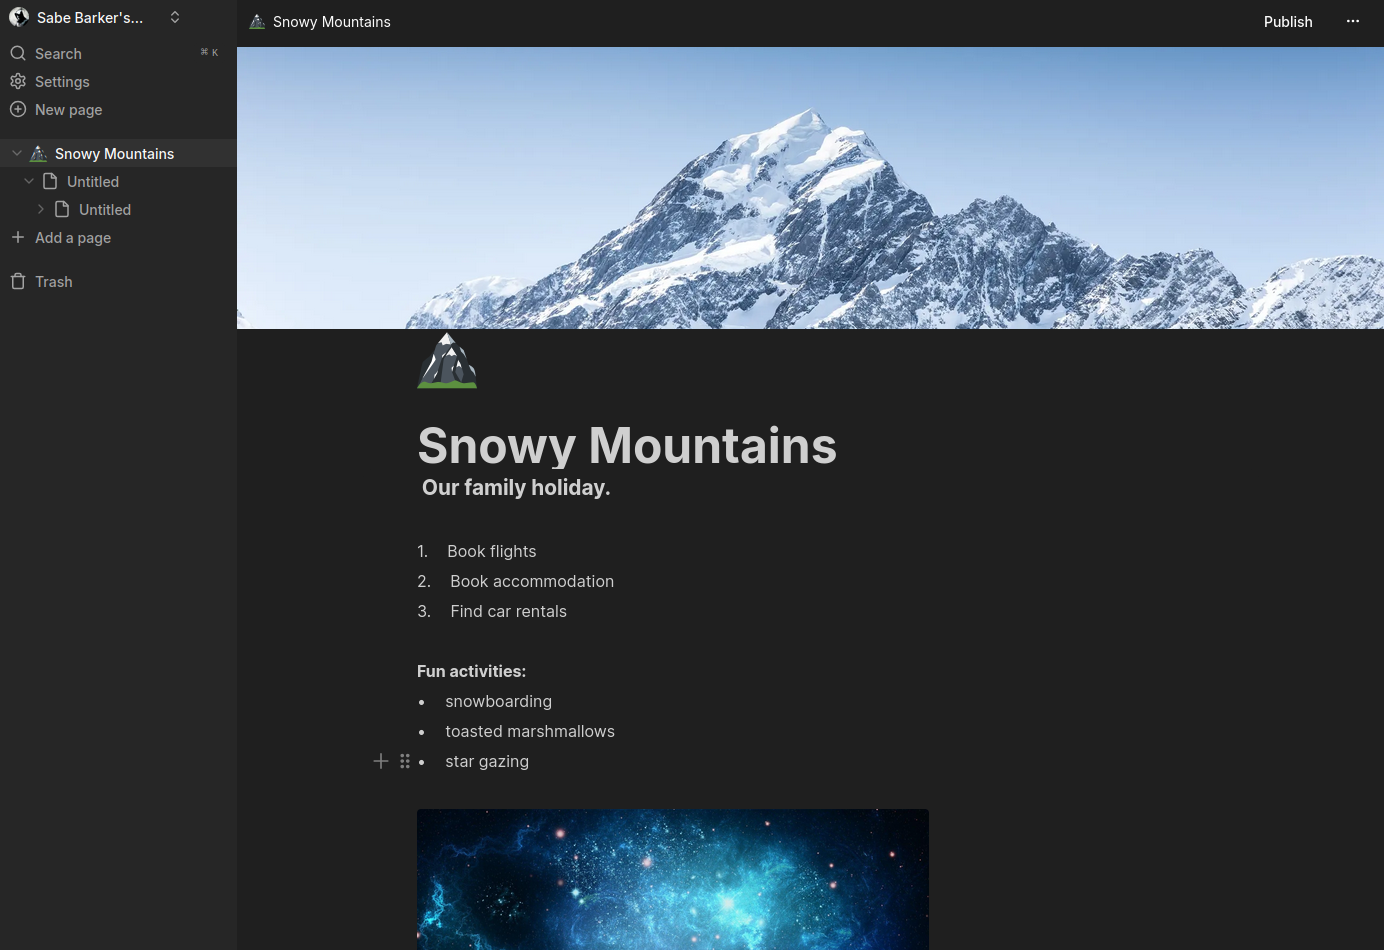 Sabe Barker's...
Search ⌘ K
Settings
New page
Snowy Mountains
Untitled
Untitled
Add a page
Trash
Snowy Mountains
Publish
Snowy Mountains
Our family holiday.
1. Book flights
2. Book accommodation
3. Find car rentals
Fun activities:
• snowboarding
• toasted marshmallows
• star gazing